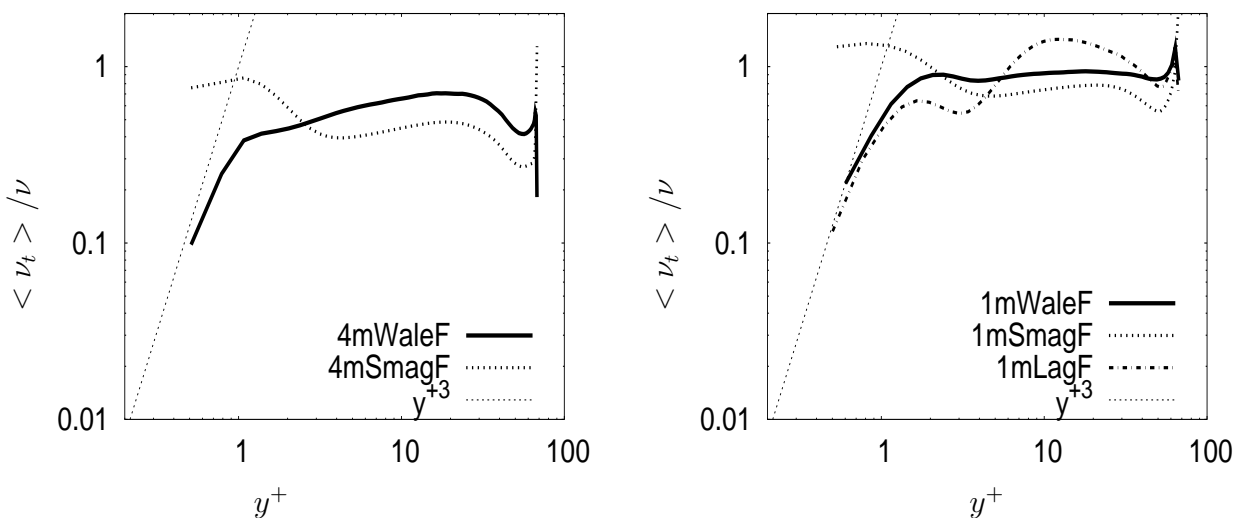 < ν_t > /ν
1
0.1
0.01
4mWaleF
4mSmagF
y^{+3}
1
10
100
y^+
< ν_t > /ν
1
0.1
0.01
1mWaleF
1mSmagF
1mLagF
y^{+3}
1
10
100
y^+